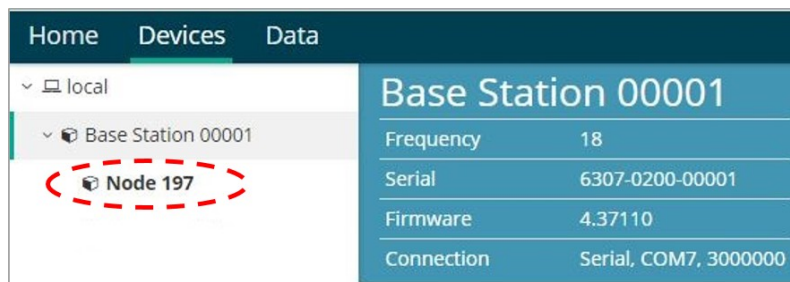 Home Devices Data
local
Base Station 00001
Node 197
Base Station 00001
Frequency 18
Serial 6307-0200-00001
Firmware 4.37110
Connection Serial, COM7, 3000000